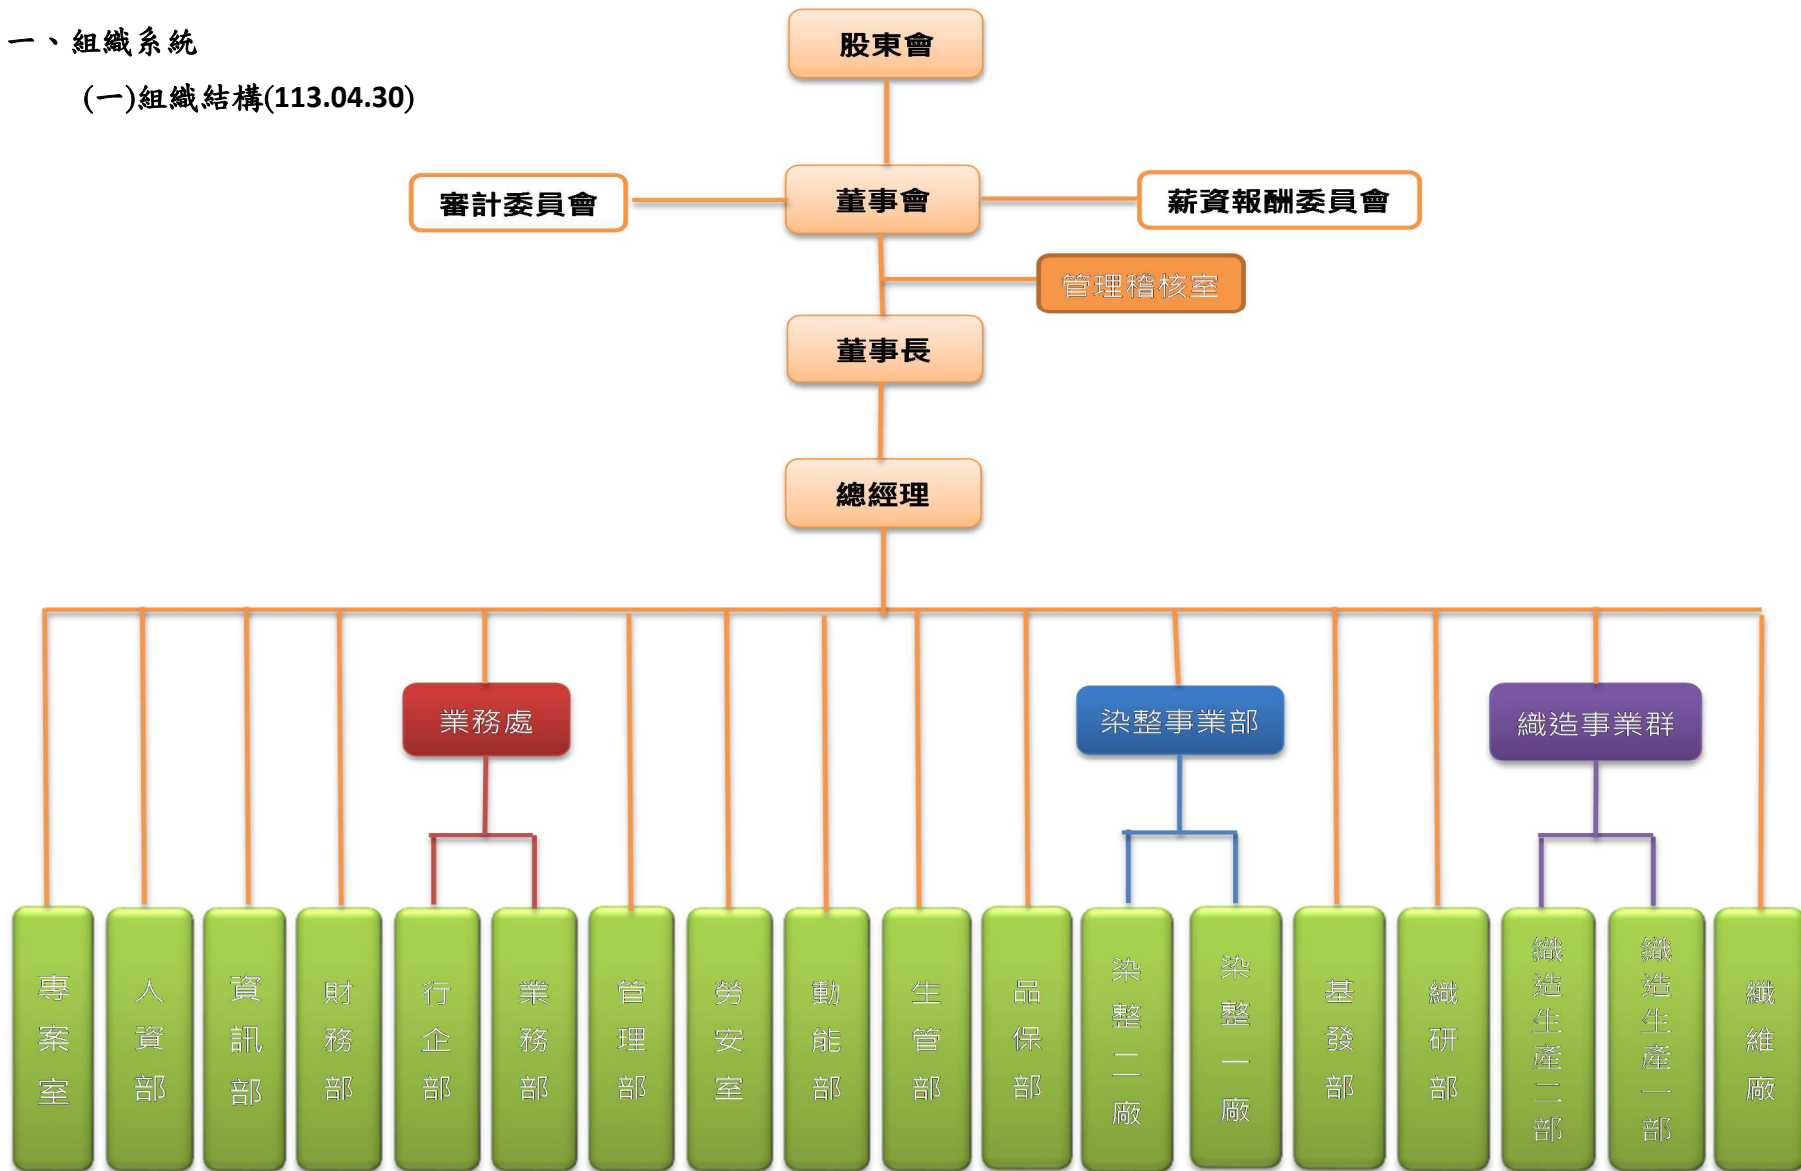 一、組織系統
(一)組織結構(113.04.30)
股東會
審計委員會
董事會
薪資報酬委員會
管理稽核室
董事長
總經理
業務處
染整事業部
織造事業群
專案室
人資部
資訊部
財務部
行企部
業務部
管理部
勞安室
動能部
生管部
品保部
染整二廠
染整一廠
基發部
織研部
織造生產二部
織造生產一部
纖維廠